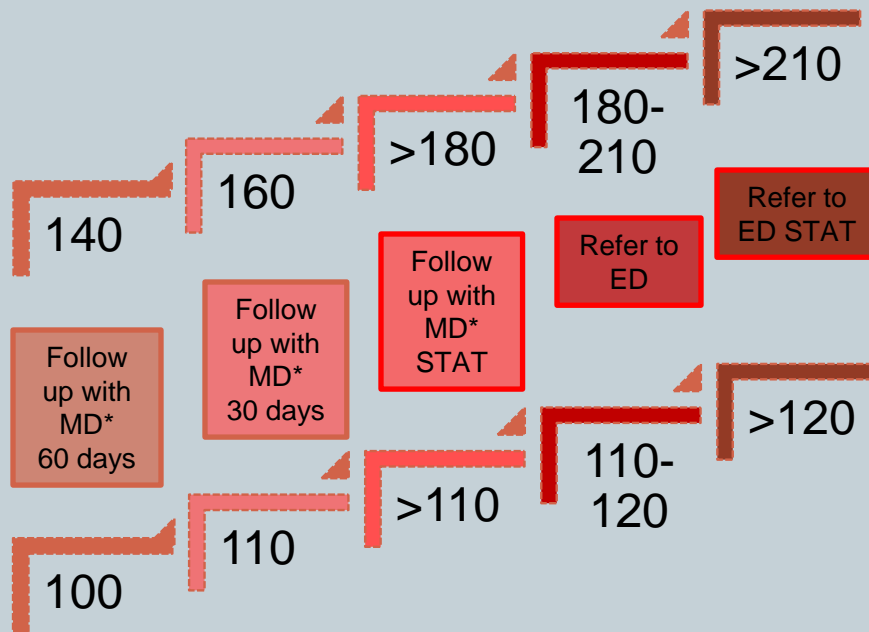 140
160
>180
180-
210
>210
Follow
up with
MD*
60 days
Follow
up with
MD*
30 days
Follow
up with
MD*
STAT
Refer to
ED
Refer to
ED STAT
100
110
>110
110-
120
>120